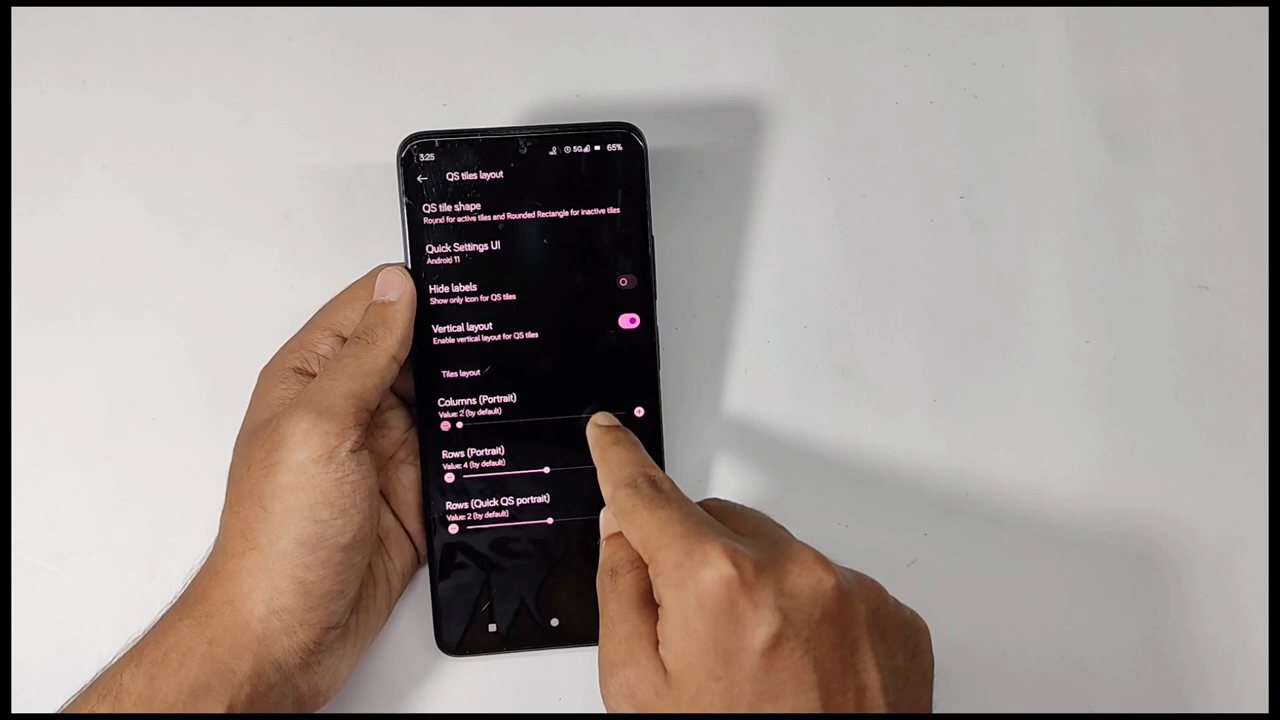 3:25
5G
65%
QS tiles layout
QS tile shape
Round for active tiles and Rounded Rectangle for inactive tiles
Quick Settings UI
Android 11
Hide labels
Show only icon for QS tiles
Vertical layout
Enable vertical layout for QS tiles
Tiles layout
Columns (Portrait)
Value: 2 (by default)
Rows (Portrait)
Value: 4 (by default)
Rows (Quick QS portrait)
Value: 2 (by default)